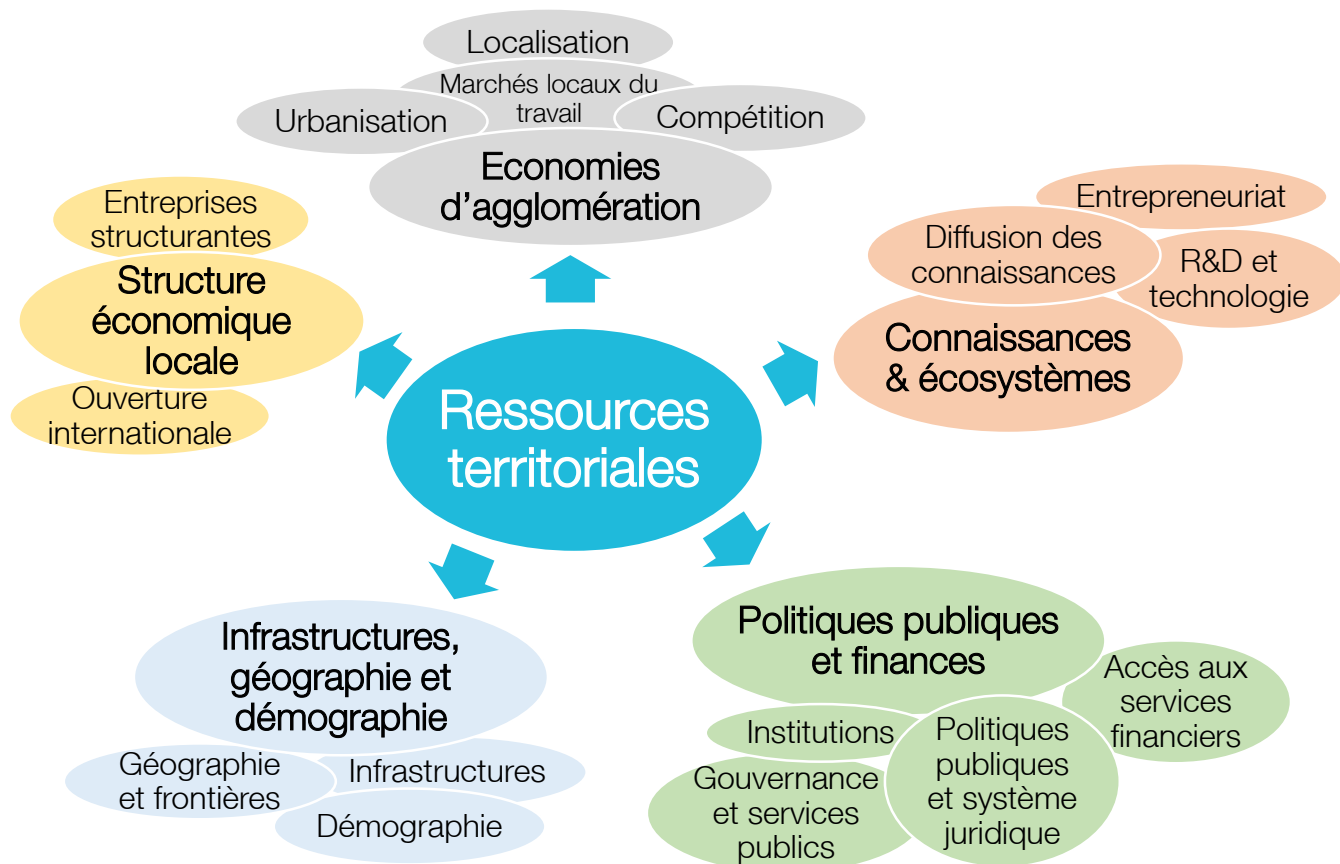 Localisation
Marchés locaux du
travail
Urbanisation
Compétition
Economies
d'agglomération
Entreprises
structurantes
Structure
économique
locale
Ouverture
internationale
Entrepreneuriat
Diffusion des
connaissances
R&D et
technologie
Connaissances
& écosystèmes
Ressources
territoriales
Infrastructures,
géographie et
démographie
Géographie
et frontières
Infrastructures
Démographie
Politiques publiques
et finances
Accès aux
services
financiers
Institutions
Politiques
publiques
et système
juridique
Gouvernance
et services
publics